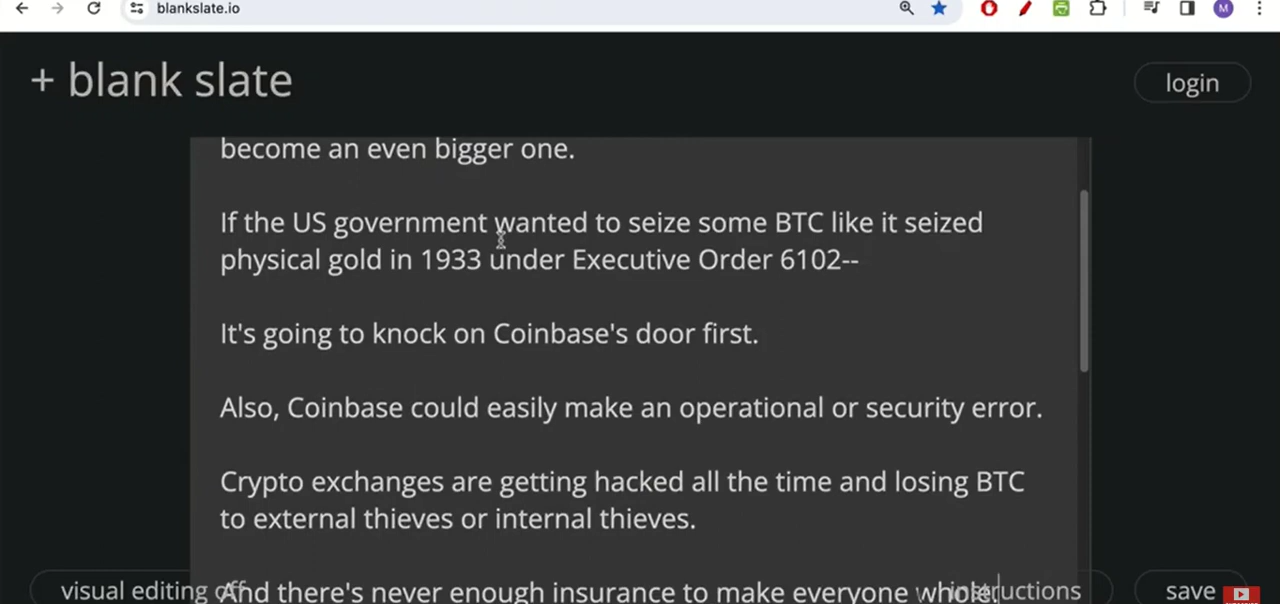 blankslate.io
M
+ blank slate
login
become an even bigger one.
If the US government wanted to seize some BTC like it seized
physical gold in 1933 under Executive Order 6102--
It's going to knock on Coinbase's door first.
Also, Coinbase could easily make an operational or security error.
Crypto exchanges are getting hacked all the time and losing BTC
to external thieves or internal thieves.
And there's never enough insurance to make everyone whole.
visual editing off
instructions
save